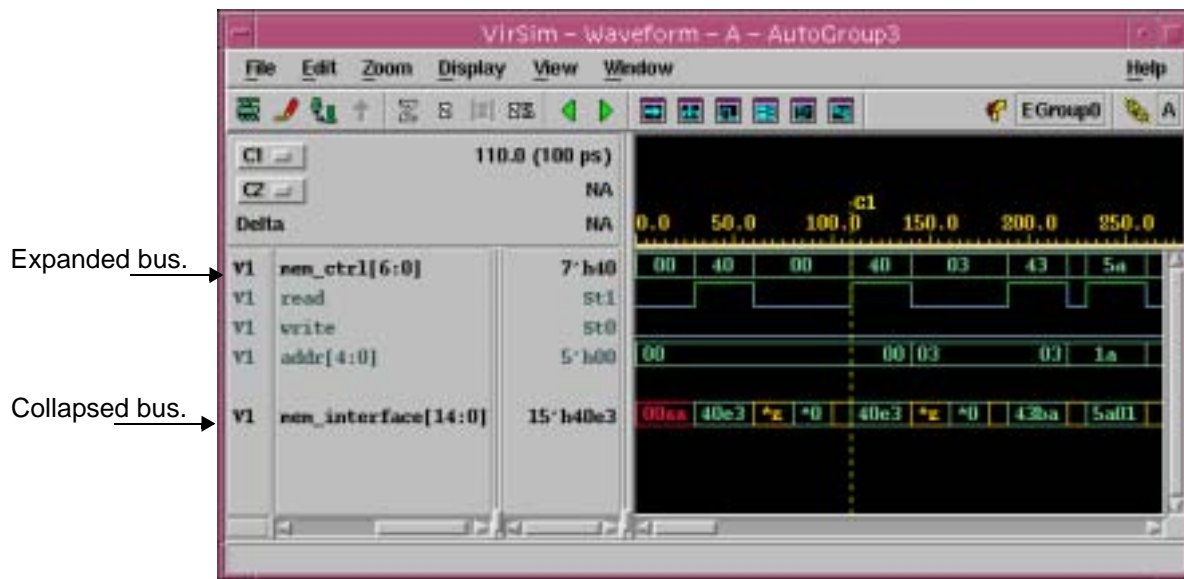 VirSim - Waveform - A - AutoGroup3
File Edit Zoom Display View Window Help
EGroup0 A
C1 110.0 (100 ps)
C2 NA
Delta NA
C1
0.0 50.0 100.0 150.0 200.0 250.0
Expanded bus.
V1 mem_ctrl[6:0] 7'h40 00 40 00 40 03 43 5a
V1 read St1
V1 write St0
V1 addr[4:0] 5'h00 00 00 03 03 1a
Collapsed bus.
V1 mem_interface[14:0] 15'h40e3 40e3 *z *0 40e3 *z *0 43ba 5a01